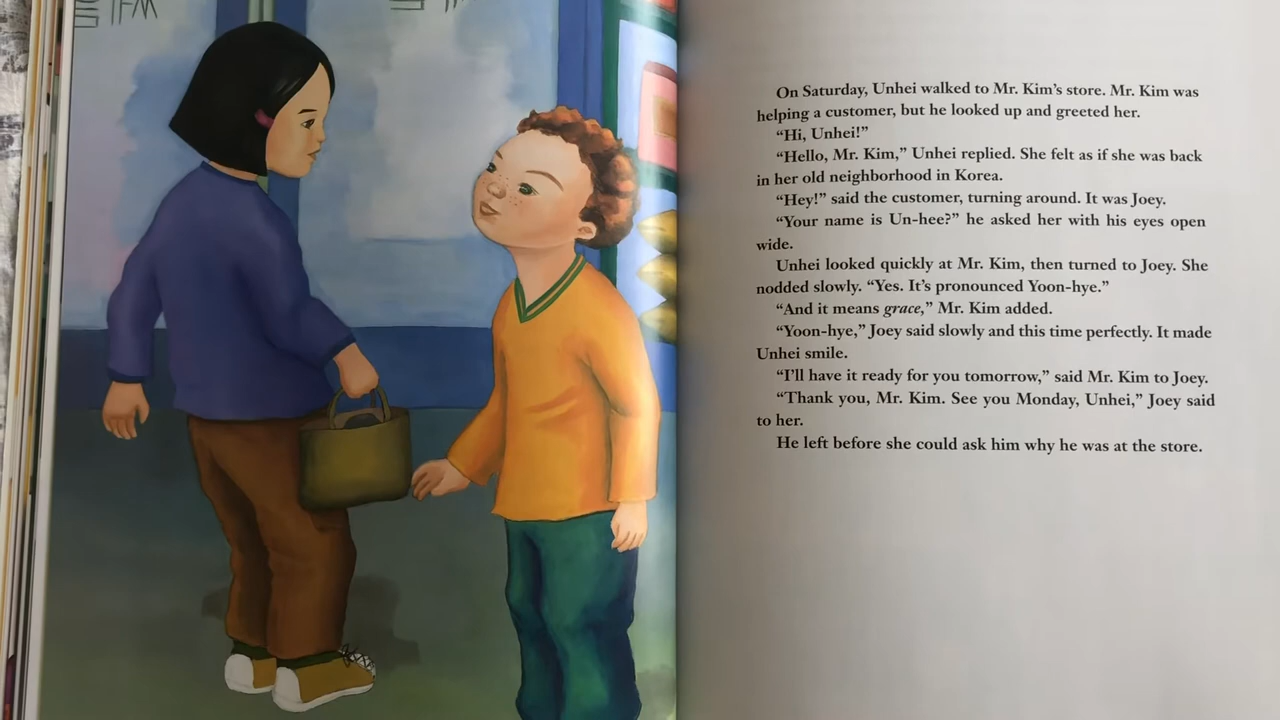 On Saturday, Unhei walked to Mr. Kim's store. Mr. Kim was
helping a customer, but he looked up and greeted her.
"Hi, Unhei!"
"Hello, Mr. Kim," Unhei replied. She felt as if she was back
in her old neighborhood in Korea.
"Hey!" said the customer, turning around. It was Joey.
"Your name is Un-hee?" he asked her with his eyes open
wide.
Unhei looked quickly at Mr. Kim, then turned to Joey. She
nodded slowly. "Yes. It's pronounced Yoon-hye."
"And it means grace," Mr. Kim added.
"Yoon-hye," Joey said slowly and this time perfectly. It made
Unhei smile.
"I'll have it ready for you tomorrow," said Mr. Kim to Joey.
"Thank you, Mr. Kim. See you Monday, Unhei," Joey said
to her.
He left before she could ask him why he was at the store.